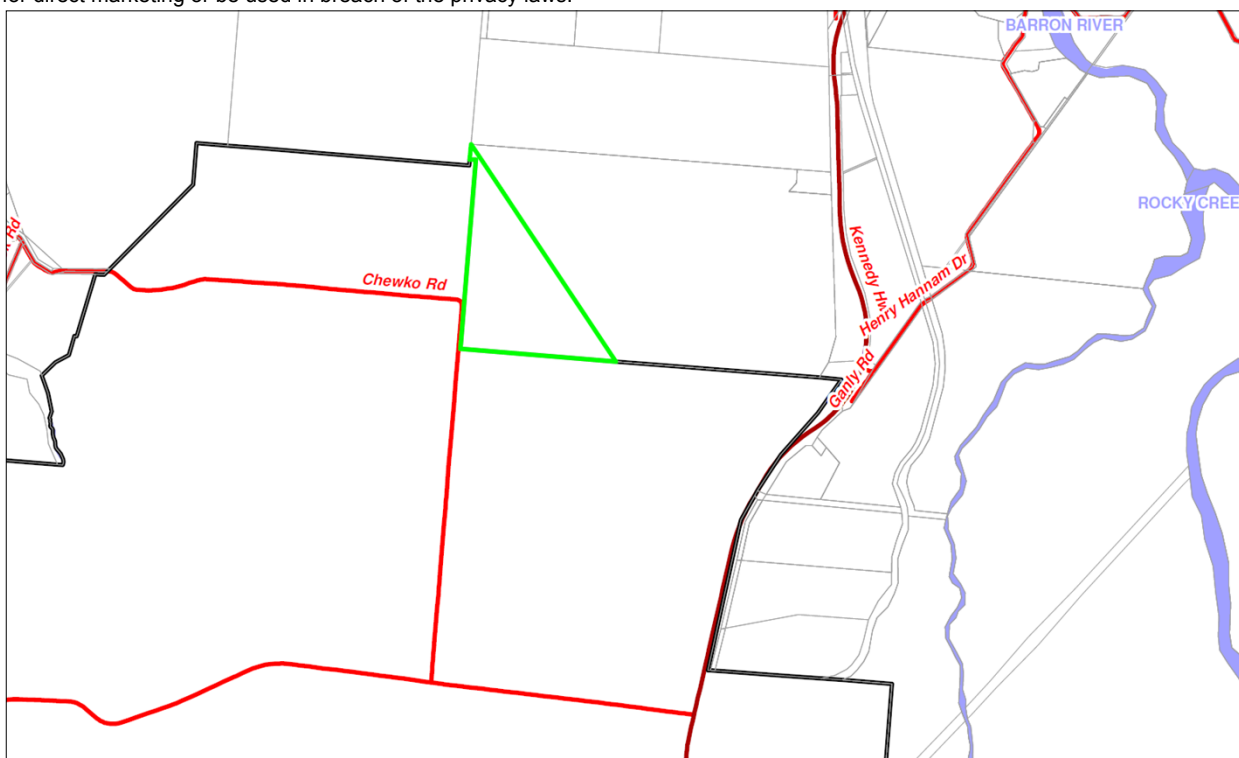 for direct marketing or be used in breach of the privacy laws.
BARRON RIVER
ROCKY CREE
k Rd
Chewko Rd
Kennedy Hw
Henry Hannam Dr
Ganly Rd